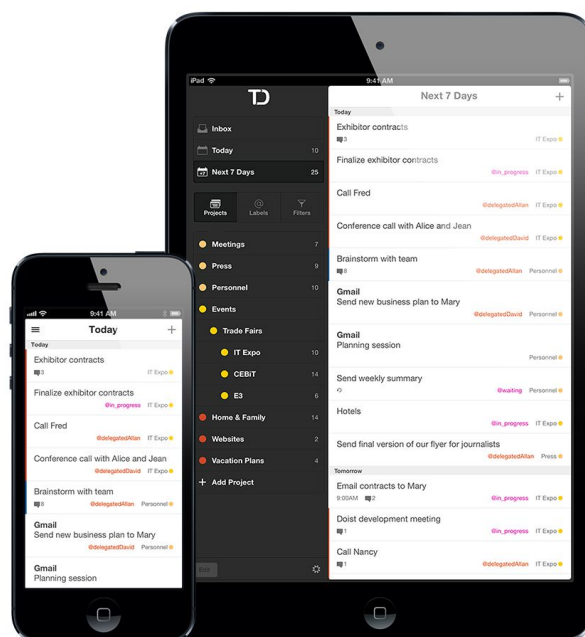 iPad
9:41 AM
TD
Inbox
Today 10
Next 7 Days 25
Projects
Labels
Filters
Meetings 7
Press 9
Personnel 10
Events
Trade Fairs
IT Expo 10
CEBiT 14
E3 6
Home & Family 14
Websites 2
Vacation Plans 4
+ Add Project
Edit
Next 7 Days +
Today
Exhibitor contracts
3 IT Expo
Finalize exhibitor contracts
@in_progress IT Expo
Call Fred
@delegatedAllan IT Expo
Conference call with Alice and Jean
@delegatedDavid IT Expo
Brainstorm with team
8 @delegatedAllan Personnel
Gmail
Send new business plan to Mary
@delegatedDavid Personnel
Gmail
Planning session
Personnel
Send weekly summary
@waiting Personnel
Hotels
@in_progress IT Expo
Send final version of our flyer for journalists
@delegatedAllan Press
Tomorrow
Email contracts to Mary
9:00AM 2 @in_progress IT Expo
Doist development meeting
1 @in_progress IT Expo
Call Nancy
1 @delegatedAllan IT Expo
9:41 AM
Today +
Today
Exhibitor contracts
3 IT Expo
Finalize exhibitor contracts
@in_progress IT Expo
Call Fred
@delegatedAllan IT Expo
Conference call with Alice and Jean
@delegatedDavid IT Expo
Brainstorm with team
8 @delegatedAllan Personnel
Gmail
Send new business plan to Mary
@delegatedDavid Personnel
Gmail
Planning session